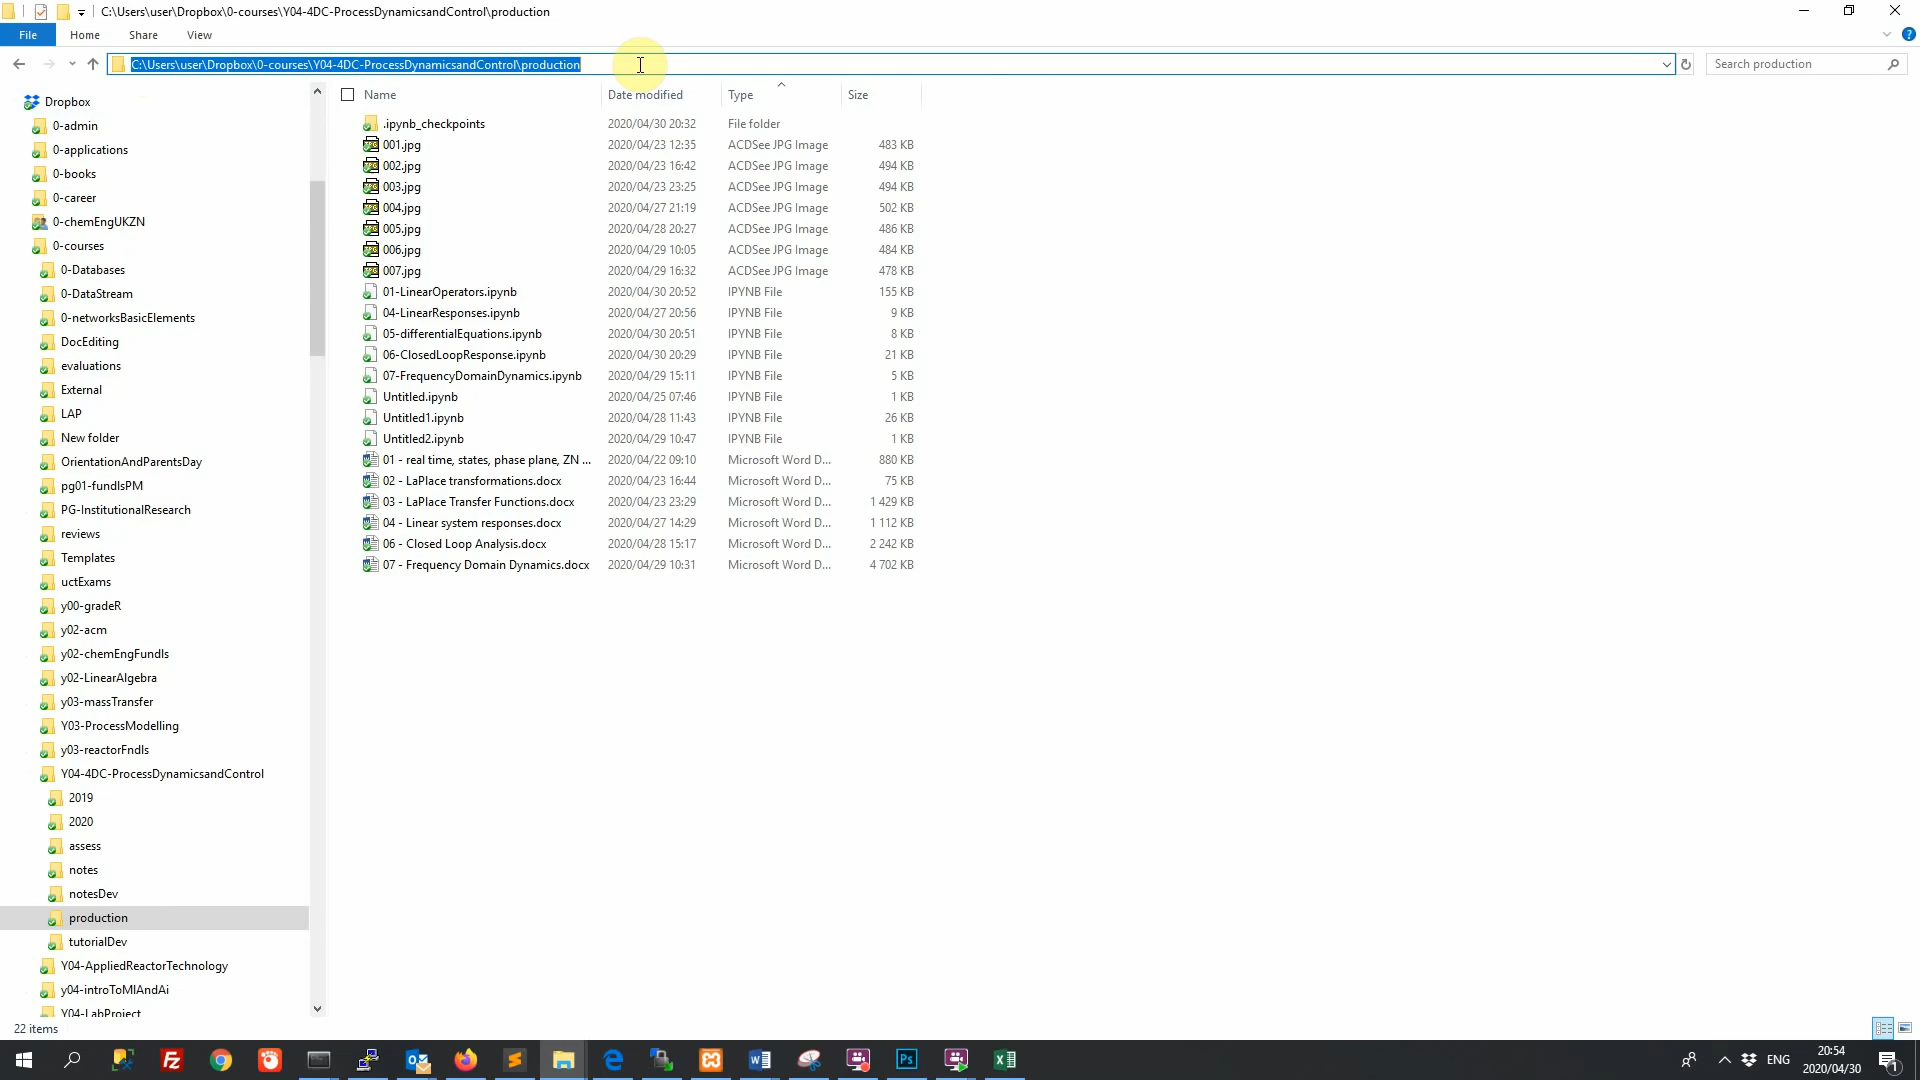 C:\Users\user\Dropbox\0-courses\Y04-4DC-ProcessDynamicsandControl\production
File Home Share View
C:\Users\user\Dropbox\0-courses\Y04-4DC-ProcessDynamicsandControl\production
Search production
Dropbox
0-admin
0-applications
0-books
0-career
0-chemEngUKZN
0-courses
0-Databases
0-DataStream
0-networksBasicElements
DocEditing
evaluations
External
LAP
New folder
OrientationAndParentsDay
pg01-fundlsPM
PG-InstitutionalResearch
reviews
Templates
uctExams
y00-gradeR
y02-acm
y02-chemEngFundls
y02-LinearAlgebra
y03-massTransfer
Y03-ProcessModelling
y03-reactorFndls
Y04-4DC-ProcessDynamicsandControl
2019
2020
assess
notes
notesDev
production
tutorialDev
Y04-AppliedReactorTechnology
y04-introToMlAndAi
Y04-LabProject
Name Date modified Type Size
.ipynb_checkpoints 2020/04/30 20:32 File folder
001.jpg 2020/04/23 12:35 ACDSee JPG Image 483 KB
002.jpg 2020/04/23 16:42 ACDSee JPG Image 494 KB
003.jpg 2020/04/23 23:25 ACDSee JPG Image 494 KB
004.jpg 2020/04/27 21:19 ACDSee JPG Image 502 KB
005.jpg 2020/04/28 20:27 ACDSee JPG Image 486 KB
006.jpg 2020/04/29 10:05 ACDSee JPG Image 484 KB
007.jpg 2020/04/29 16:32 ACDSee JPG Image 478 KB
01-LinearOperators.ipynb 2020/04/30 20:52 IPYNB File 155 KB
04-LinearResponses.ipynb 2020/04/27 20:56 IPYNB File 9 KB
05-differentialEquations.ipynb 2020/04/30 20:51 IPYNB File 8 KB
06-ClosedLoopResponse.ipynb 2020/04/30 20:29 IPYNB File 21 KB
07-FrequencyDomainDynamics.ipynb 2020/04/29 15:11 IPYNB File 5 KB
Untitled.ipynb 2020/04/25 07:46 IPYNB File 1 KB
Untitled1.ipynb 2020/04/28 11:43 IPYNB File 26 KB
Untitled2.ipynb 2020/04/29 10:47 IPYNB File 1 KB
01 - real time, states, phase plane, ZN ... 2020/04/22 09:10 Microsoft Word D... 880 KB
02 - LaPlace transformations.docx 2020/04/23 16:44 Microsoft Word D... 75 KB
03 - LaPlace Transfer Functions.docx 2020/04/23 23:29 Microsoft Word D... 1 429 KB
04 - Linear system responses.docx 2020/04/27 14:29 Microsoft Word D... 1 112 KB
06 - Closed Loop Analysis.docx 2020/04/28 15:17 Microsoft Word D... 2 242 KB
07 - Frequency Domain Dynamics.docx 2020/04/29 10:31 Microsoft Word D... 4 702 KB
22 items
ENG
20:54
2020/04/30